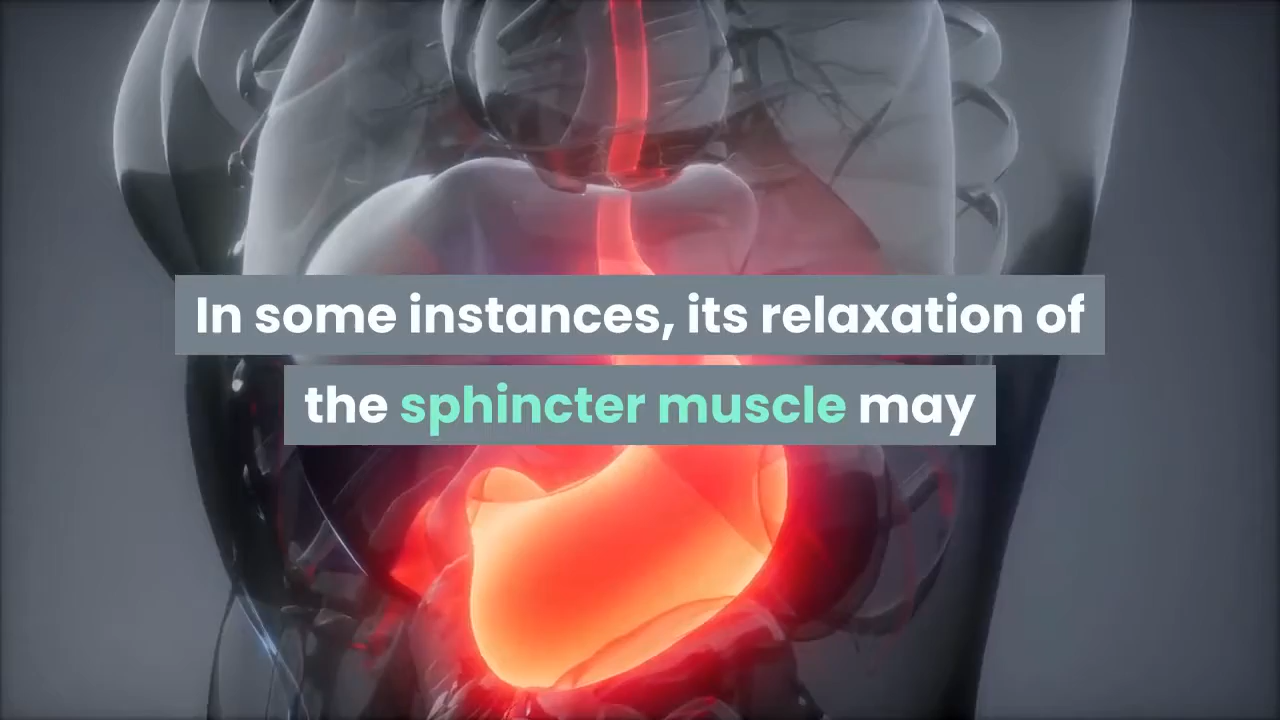 In some instances, its relaxation of
the sphincter muscle may